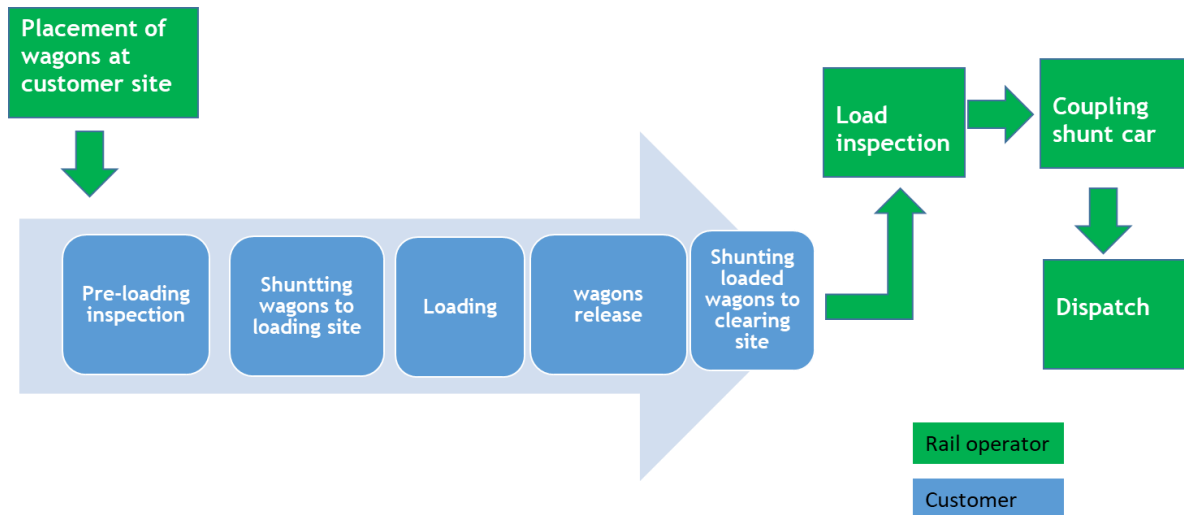 Placement of
wagons at
customer site
Pre-loading
inspection
Shuntting
wagons to
loading site
Loading
wagons
release
Shunting
loaded
wagons to
clearing
site
Load
inspection
Coupling
shunt car
Dispatch
Rail operator
Customer